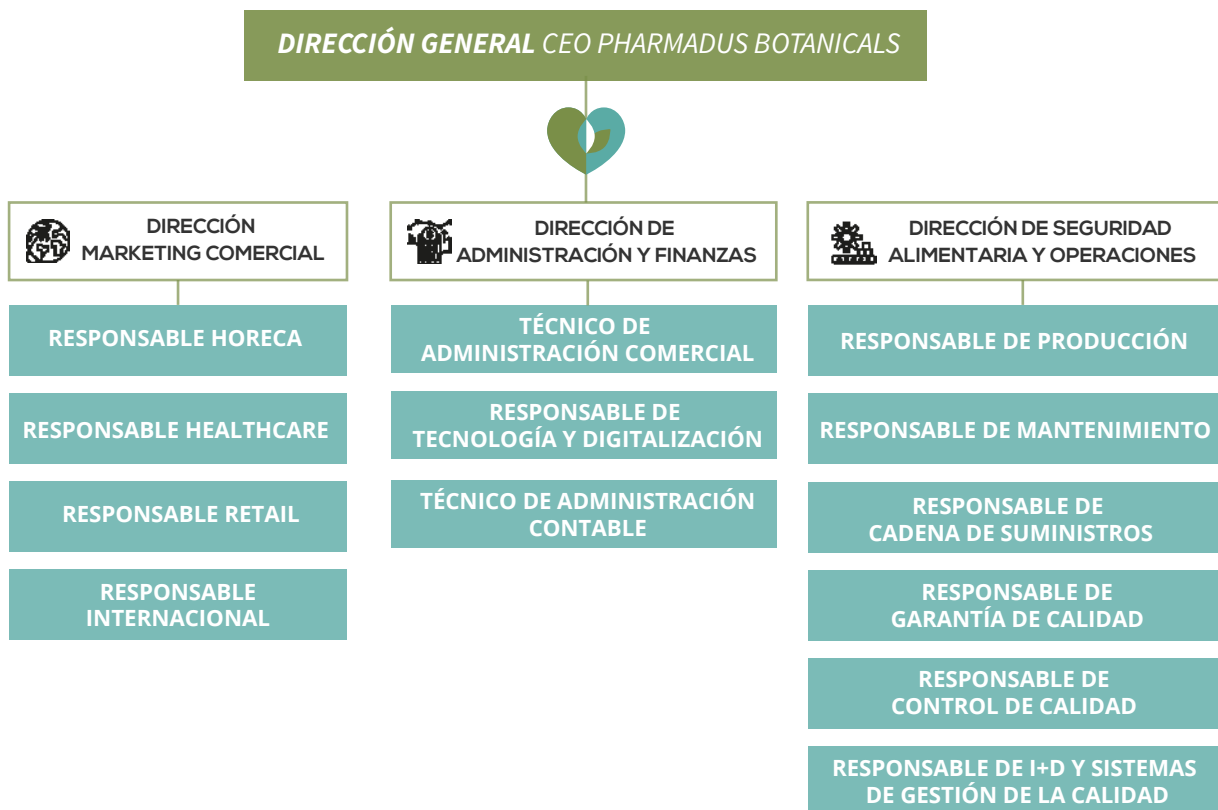 DIRECCIÓN GENERAL CEO PHARMADUS BOTANICALS
DIRECCIÓN
MARKETING COMERCIAL
RESPONSABLE HORECA
RESPONSABLE HEALTHCARE
RESPONSABLE RETAIL
RESPONSABLE
INTERNACIONAL
DIRECCIÓN DE
ADMINISTRACIÓN Y FINANZAS
TÉCNICO DE
ADMINISTRACIÓN COMERCIAL
RESPONSABLE DE
TECNOLOGÍA Y DIGITALIZACIÓN
TÉCNICO DE ADMINISTRACIÓN
CONTABLE
DIRECCIÓN DE SEGURIDAD
ALIMENTARIA Y OPERACIONES
RESPONSABLE DE PRODUCCIÓN
RESPONSABLE DE MANTENIMIENTO
RESPONSABLE DE
CADENA DE SUMINISTROS
RESPONSABLE DE
GARANTÍA DE CALIDAD
RESPONSABLE DE
CONTROL DE CALIDAD
RESPONSABLE DE I+D Y SISTEMAS
DE GESTIÓN DE LA CALIDAD